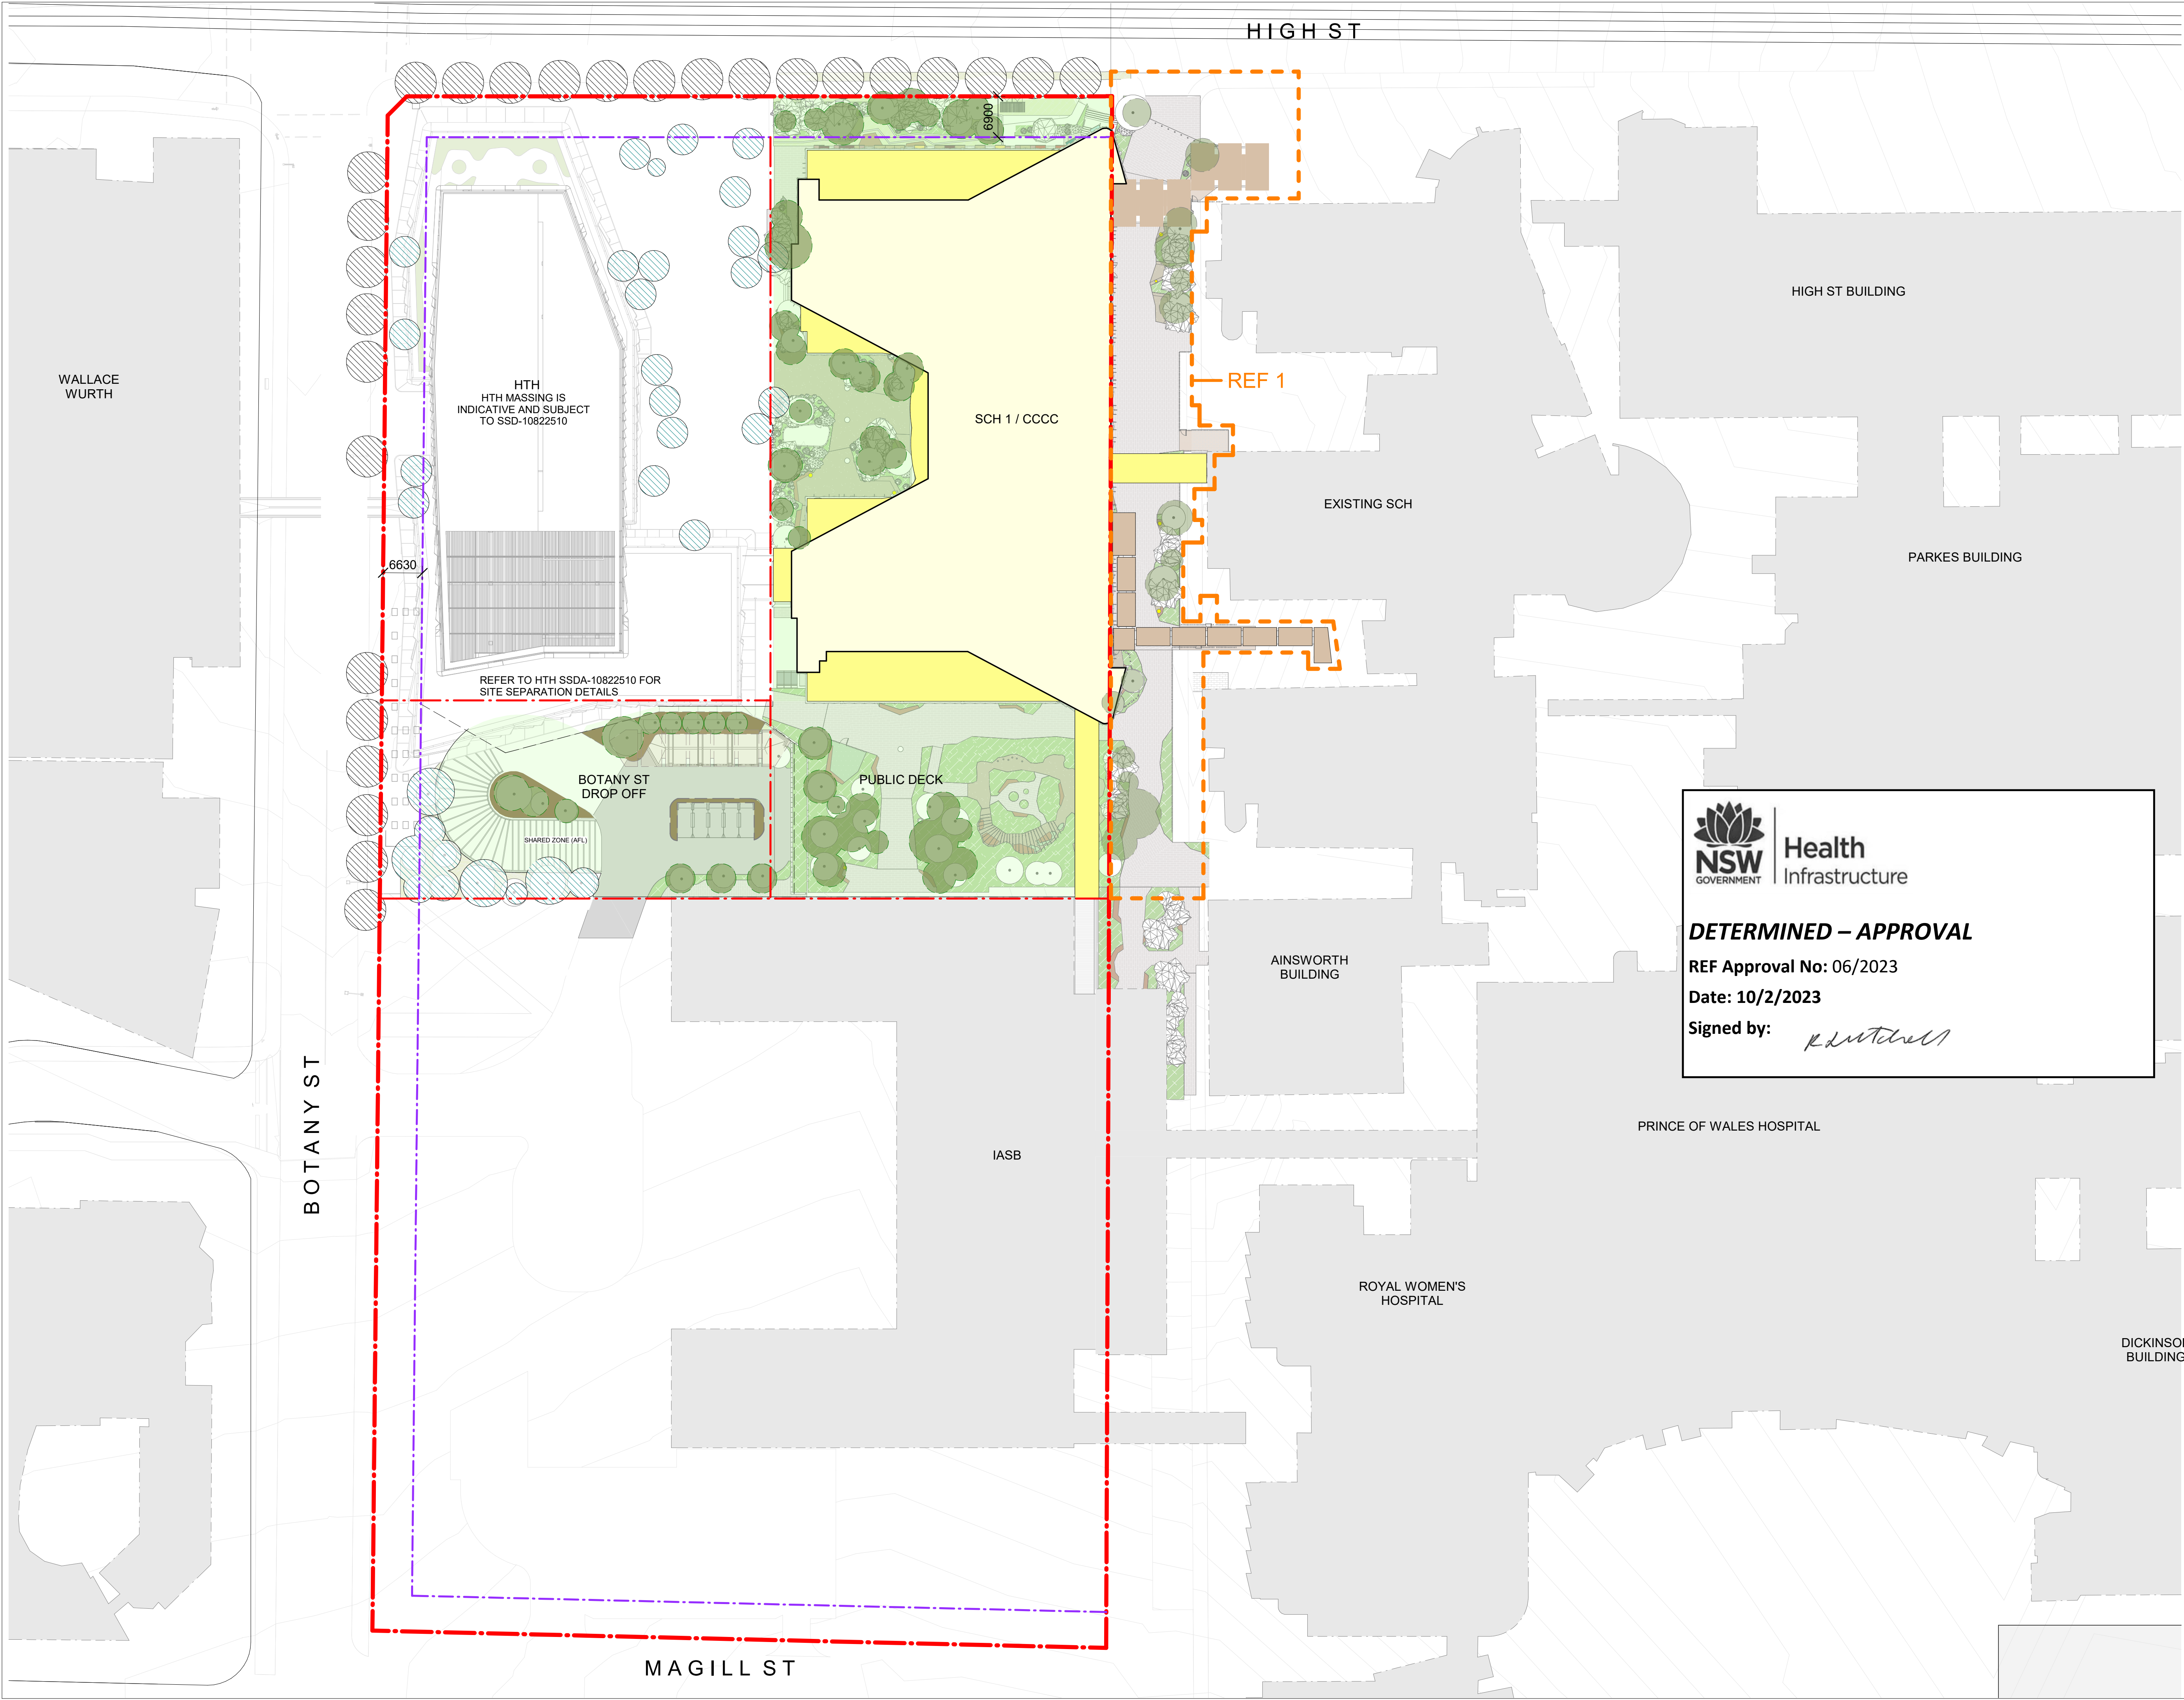 HIGH ST
6900
HIGH ST BUILDING
WALLACE
WURTH
HTH
HTH MASSING IS
INDICATIVE AND SUBJECT
TO SSD-10822510
REF 1
SCH 1 / CCCC
EXISTING SCH
PARKES BUILDING
6630
REFER TO HTH SSDA-10822510 FOR
SITE SEPARATION DETAILS
BOTANY ST
DROP OFF
PUBLIC DECK
SHARED ZONE (AFL)
NSW
GOVERNMENT
Health
Infrastructure
DETERMINED – APPROVAL
REF Approval No: 06/2023
Date: 10/2/2023
Signed by:
AINSWORTH
BUILDING
BOTANY ST
PRINCE OF WALES HOSPITAL
IASB
ROYAL WOMEN'S
HOSPITAL
DICKINSON
BUILDING
MAGILL ST